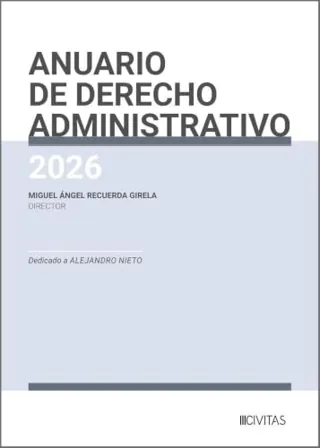 ANUARIO
DE DERECHO
ADMINISTRATIVO
2026
MIGUEL ÁNGEL RECUERDA GIRELA
DIRECTOR
Dedicado a ALEJANDRO NIETO
CIVITAS